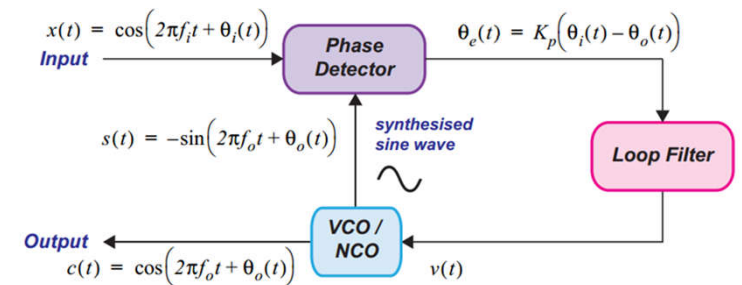 x(t) = cos(2πf_i t + θ_i(t))
Input
Phase
Detector
θ_e(t) = K_p(θ_i(t) – θ_o(t))
s(t) = –sin(2πf_o t + θ_o(t))
synthesised
sine wave
Loop Filter
VCO /
NCO
Output
c(t) = cos(2πf_o t + θ_o(t))
v(t)